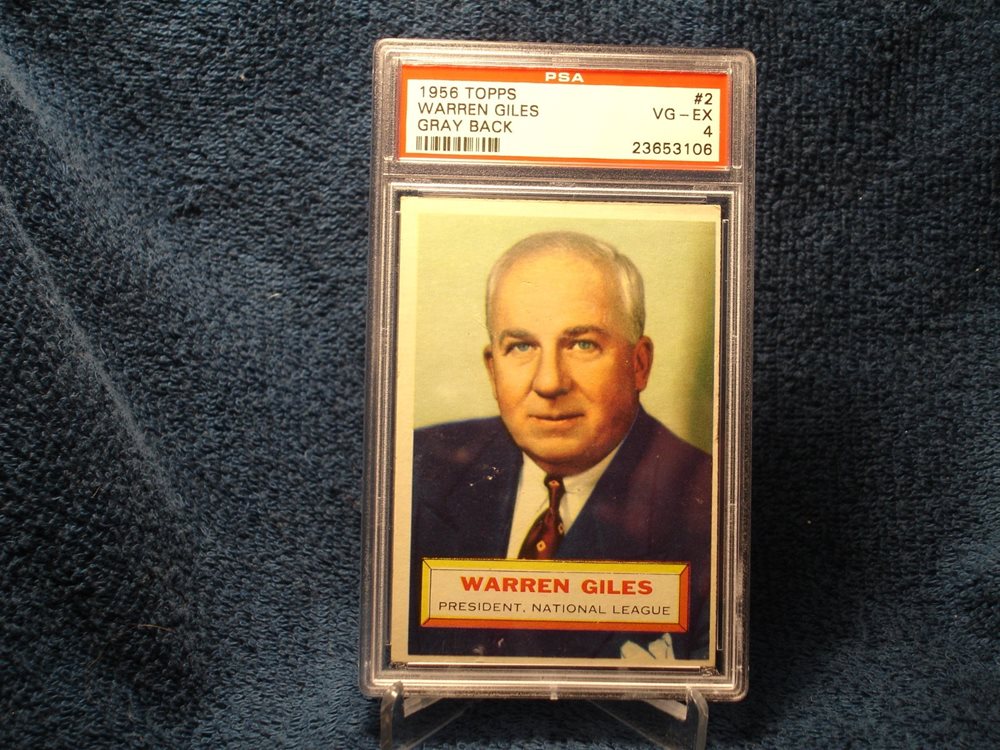 PSA
1956 TOPPS #2
WARREN GILES VG-EX
GRAY BACK 4
23653106
WARREN GILES
PRESIDENT, NATIONAL LEAGUE